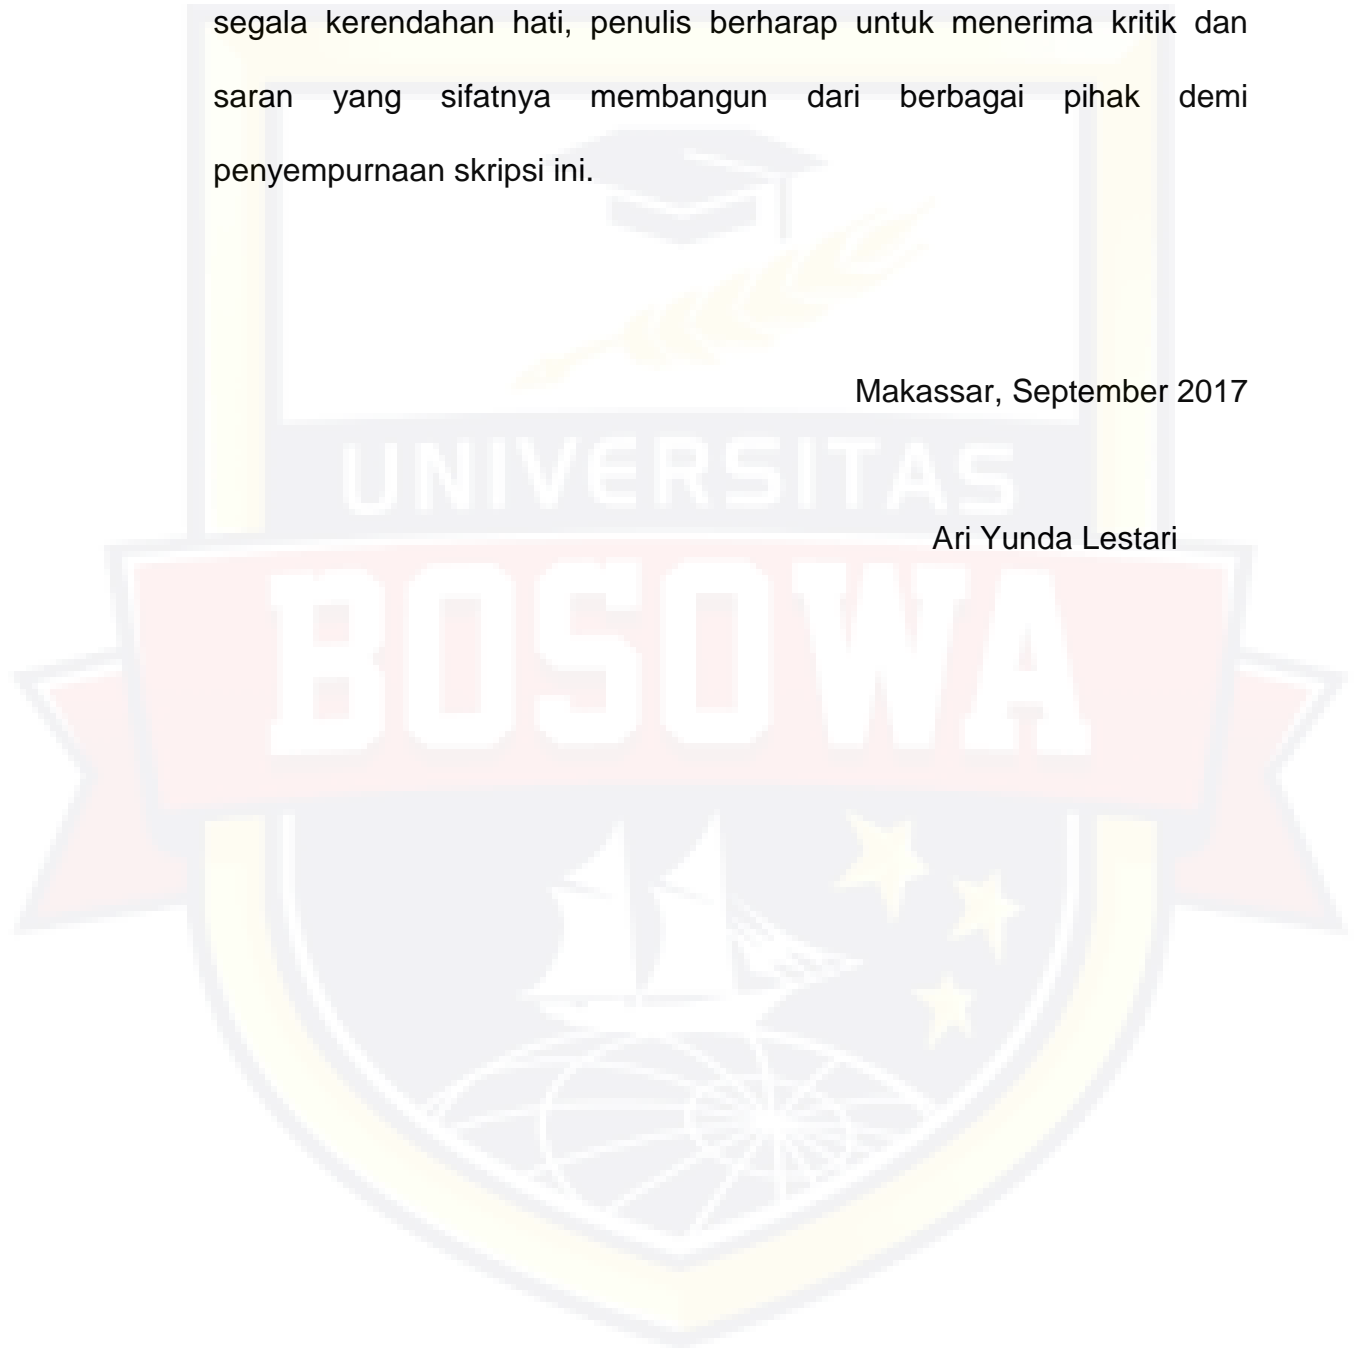 segala kerendahan hati, penulis berharap untuk menerima kritik dan
saran yang sifatnya membangun dari berbagai pihak demi
penyempurnaan skripsi ini.
Makassar, September 2017
UNIVERSITAS
Ari Yunda Lestari
BOSOWA